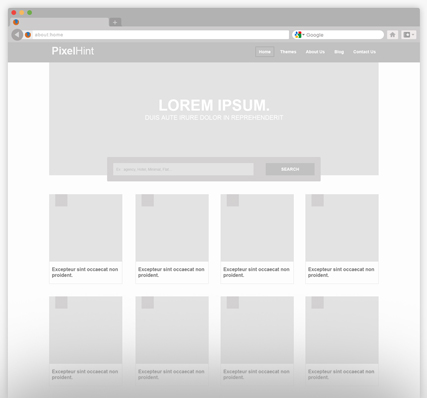 +
about:home
Google
PixelHint
Home Themes About Us Blog Contact Us
LOREM IPSUM.
DUIS AUTE IRURE DOLOR IN REPREHENDERIT
SEARCH
Excepteur sint occaecat non
proident.
Excepteur sint occaecat non
proident.
Excepteur sint occaecat non
proident.
Excepteur sint occaecat non
proident.
Excepteur sint occaecat non
proident.
Excepteur sint occaecat non
proident.
Excepteur sint occaecat non
proident.
Excepteur sint occaecat non
proident.